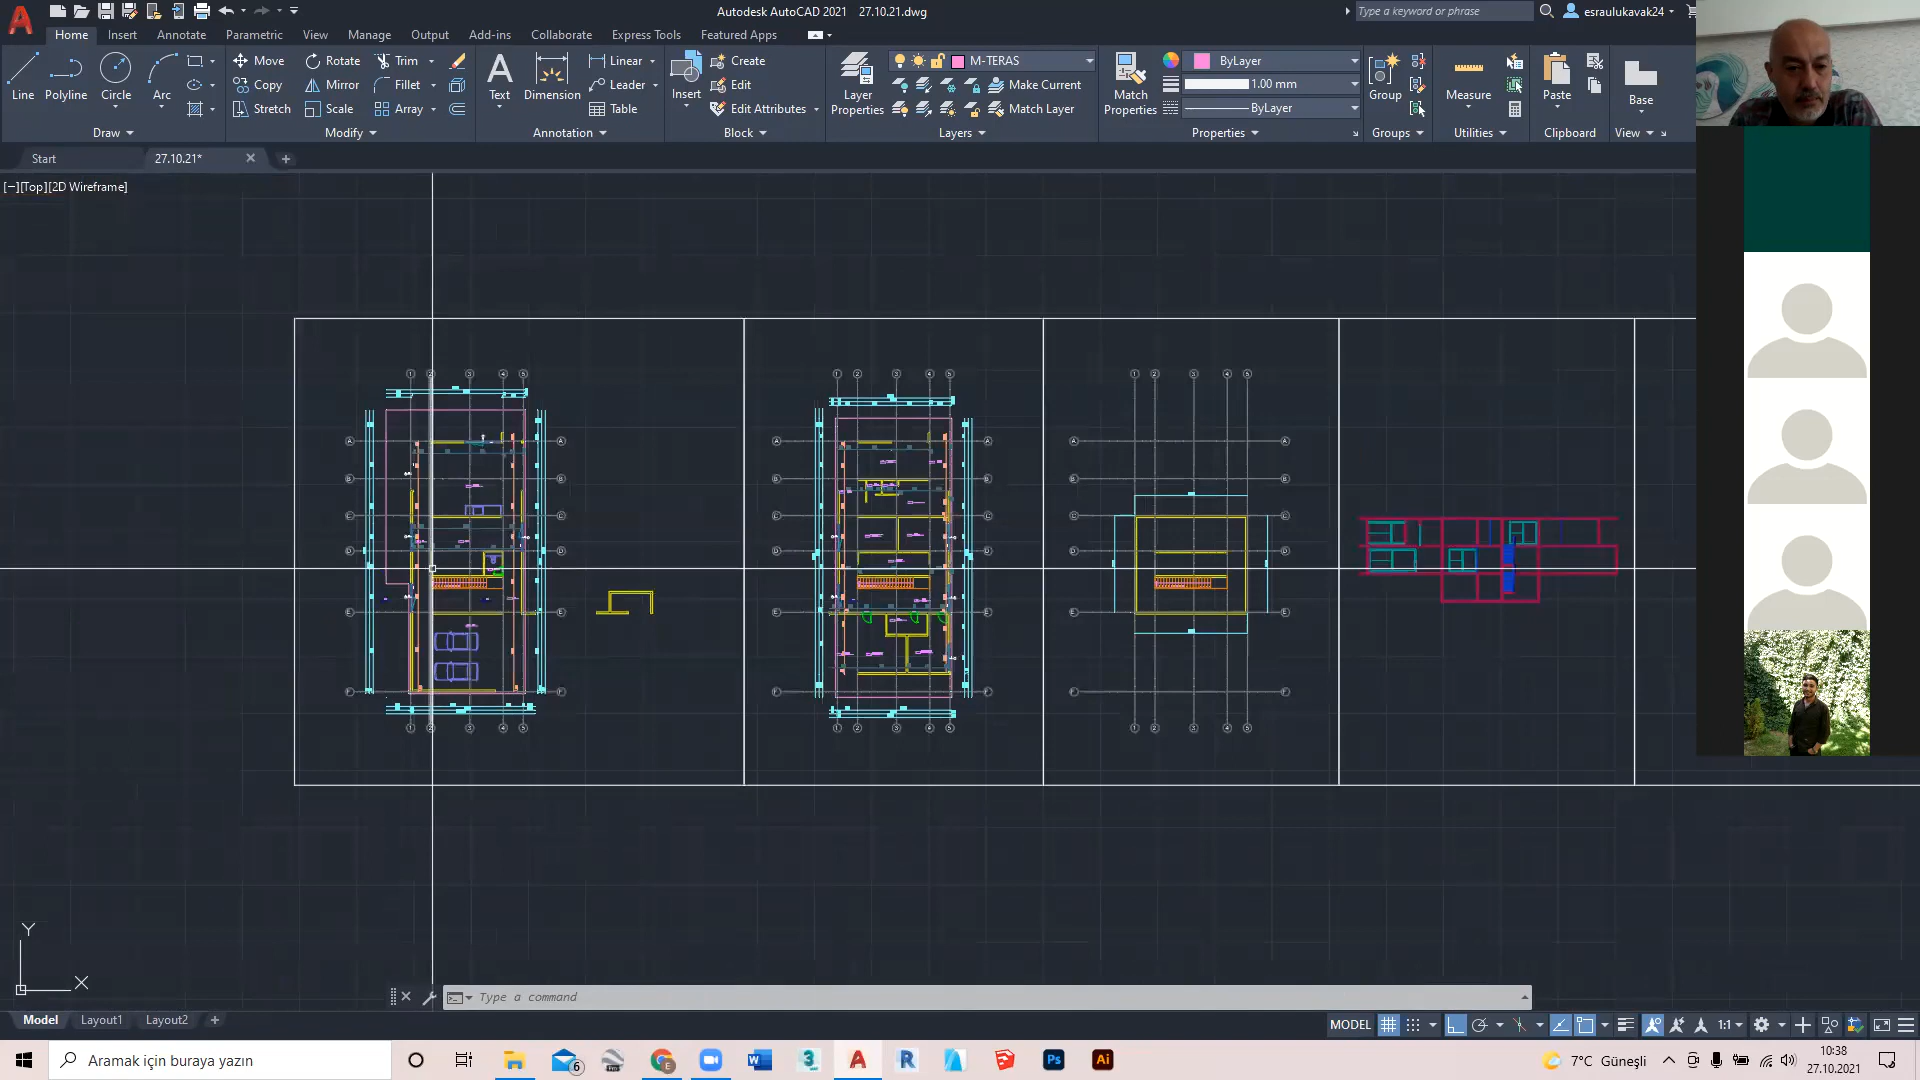 Autodesk AutoCAD 2021 27.10.21.dwg
Type a keyword or phrase
esraulukavak24
Home Insert Annotate Parametric View Manage Output Add-ins Collaborate Express Tools Featured Apps
Line Polyline Circle Arc
Move Rotate Trim
Copy Mirror Fillet
Stretch Scale Array
Text Dimension
Linear
Leader
Table
Insert
Create
Edit
Edit Attributes
Layer Properties
M-TERAS
Make Current
Match Layer
Match Properties
ByLayer
1.00 mm
ByLayer
Group
Measure
Paste
Base
Draw Modify Annotation Block Layers Properties Groups Utilities Clipboard View
Start 27.10.21*
[−][Top][2D Wireframe]
Y
X
Type a command
Model Layout1 Layout2
MODEL 1:1
Aramak için buraya yazın
6
7°C Güneşli
10:38
27.10.2021